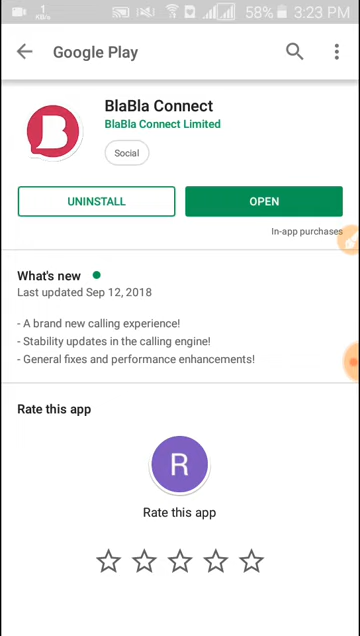 1
KB/s
58% 3:23 PM
Google Play
B
BlaBla Connect
BlaBla Connect Limited
Social
UNINSTALL
OPEN
In-app purchases
What's new
Last updated Sep 12, 2018
- A brand new calling experience!
- Stability updates in the calling engine!
- General fixes and performance enhancements!
Rate this app
R
Rate this app